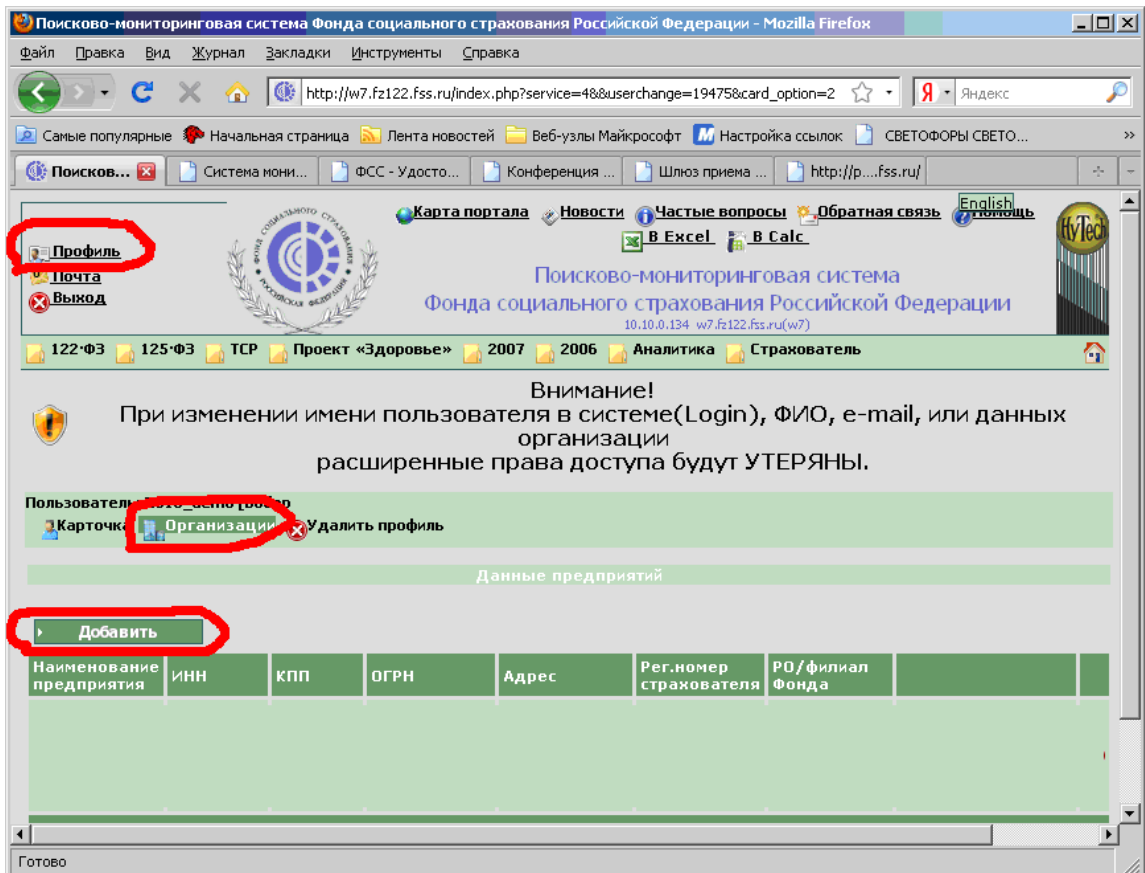 Поисково-мониторинговая система Фонда социального страхования Российской Федерации - Mozilla Firefox
Файл Правка Вид Журнал Закладки Инструменты Справка
http://w7.fz122.fss.ru/index.php?service=48&userchange=19475&card_option=2 Яндекс
Самые популярные Начальная страница Лента новостей Веб-узлы Майкрософт Настройка ссылок СВЕТОФОРЫ СВЕТО... »
Поисков... Система мони... ФСС - Удосто... Конференция ... Шлюз приема ... http://p....fss.ru/
Карта портала Новости Частые вопросы Обратная связь English
Профиль
Почта
Выход
В Excel В Calc
HyTech
ФОНД СОЦИАЛЬНОГО СТРАХОВАНИЯ
РОССИЙСКАЯ ФЕДЕРАЦИЯ
Поисково-мониторинговая система
Фонда социального страхования Российской Федерации
10.10.0.134 w7.fz122.fss.ru(w7)
122-ФЗ 125-ФЗ ТСР Проект «Здоровье» 2007 2006 Аналитика Страхователь
Внимание!
При изменении имени пользователя в системе(Login), ФИО, e-mail, или данных
организации
расширенные права доступа будут УТЕРЯНЫ.
Карточка Организации Удалить профиль
Данные предприятий
Добавить
Наименование предприятия ИНН КПП ОГРН Адрес Рег.номер страхователя РО/филиал Фонда
Готово